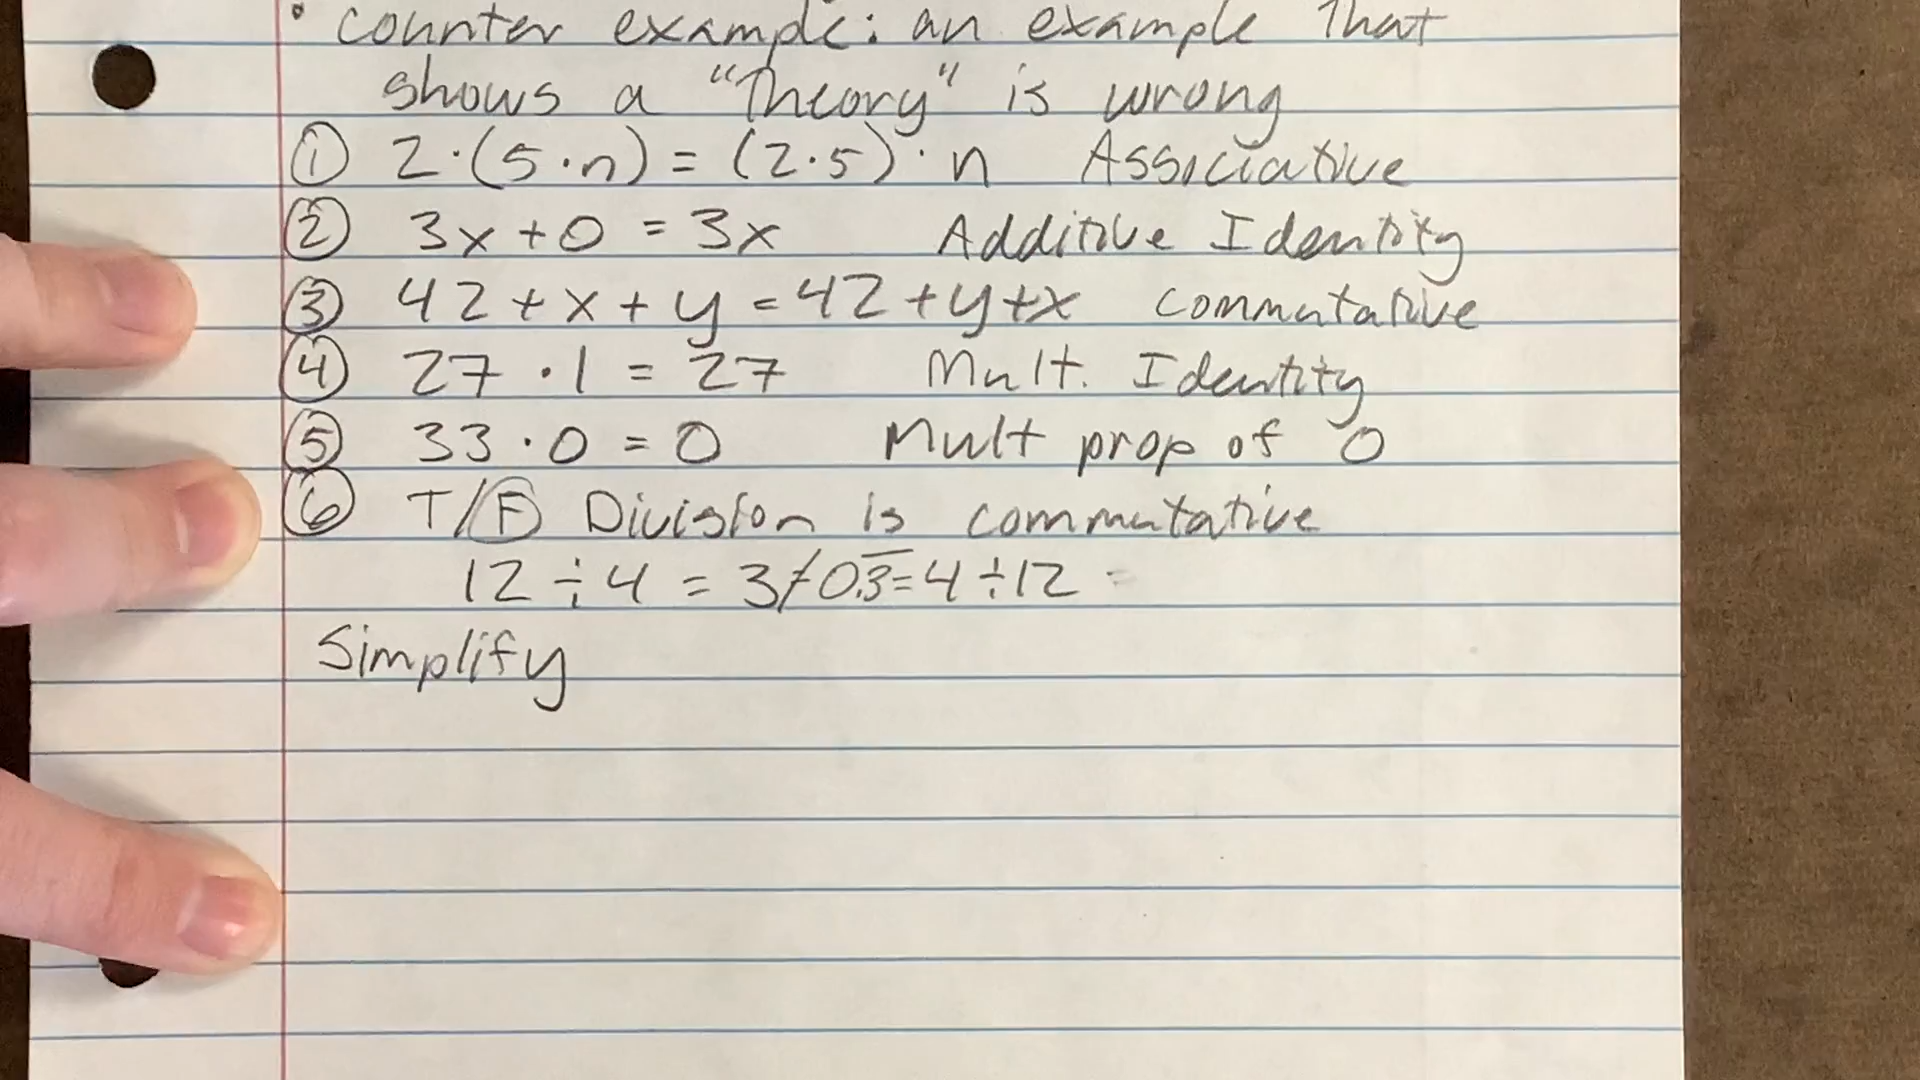 • counter example: an example that
shows a "theory" is wrong
① 2·(5·n) = (2·5)·n Associative
② 3x+0 = 3x Additive Identity
③ 42+x+y = 42+y+x commutative
④ 27·1 = 27 Mult. Identity
⑤ 33·0 = 0 Mult prop of 0
⑥ T/Ⓕ Division is commutative
12÷4 = 3≠0.3̅=4÷12
Simplify